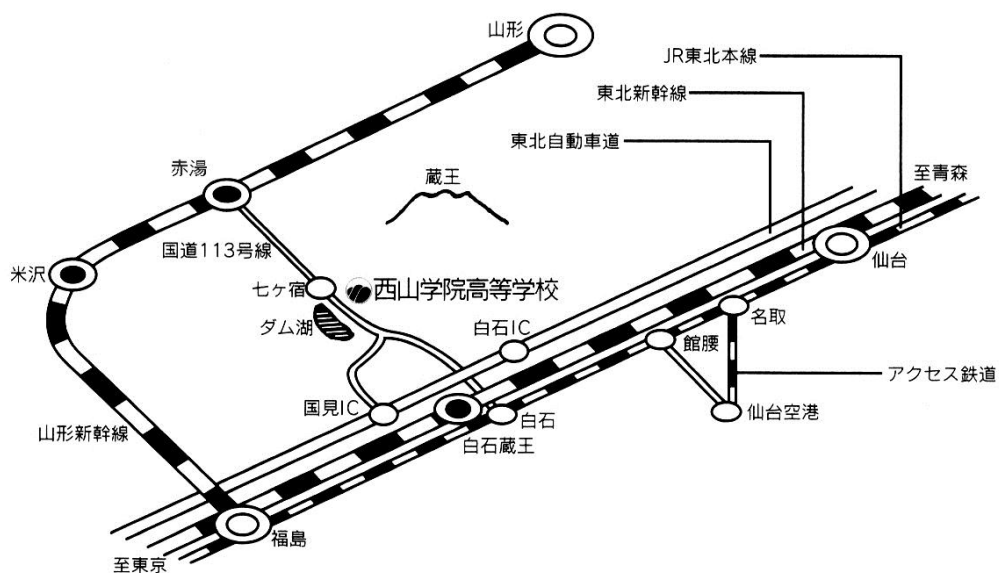 山形
JR東北本線
東北新幹線
東北自動車道
赤湯
蔵王
至青森
国道113号線
仙台
米沢
七ヶ宿
西山学院高等学校
ダム湖
白石IC
名取
館腰
アクセス鉄道
国見IC
白石
仙台空港
山形新幹線
白石蔵王
福島
至東京